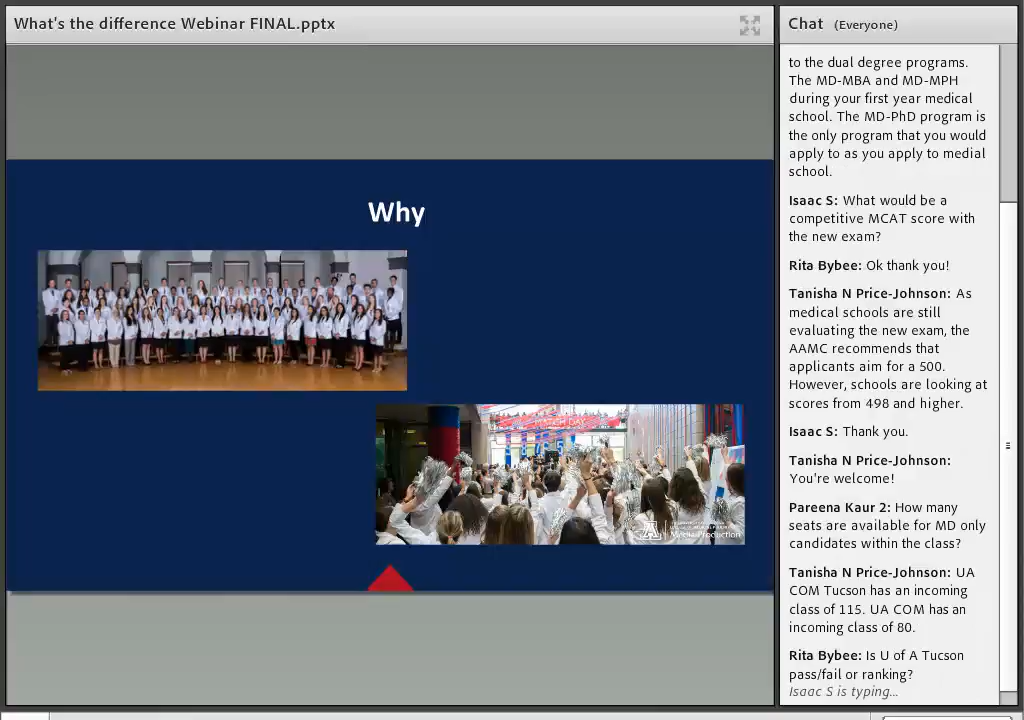 What's the difference Webinar FINAL.pptx
Why
MATCH DAY
Media Production
Chat (Everyone)
to the dual degree programs.
The MD-MBA and MD-MPH
during your first year medical
school. The MD-PhD program is
the only program that you would
apply to as you apply to medial
school.
Isaac S: What would be a
competitive MCAT score with
the new exam?
Rita Bybee: Ok thank you!
Tanisha N Price-Johnson: As
medical schools are still
evaluating the new exam, the
AAMC recommends that
applicants aim for a 500.
However, schools are looking at
scores from 498 and higher.
Isaac S: Thank you.
Tanisha N Price-Johnson:
You're welcome!
Pareena Kaur 2: How many
seats are available for MD only
candidates within the class?
Tanisha N Price-Johnson: UA
COM Tucson has an incoming
class of 115. UA COM has an
incoming class of 80.
Rita Bybee: Is U of A Tucson
pass/fail or ranking?
Isaac S is typing...